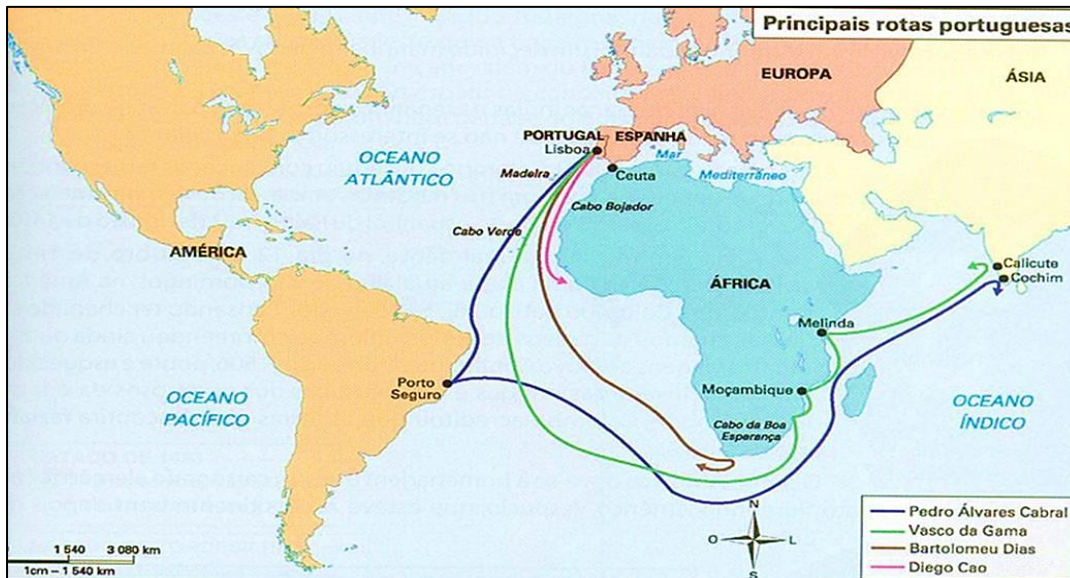 Principais rotas portuguesas
EUROPA
ÁSIA
PORTUGAL ESPANHA
Lisboa
Mar
Mediterrâneo
Ceuta
Madeira
OCEANO
ATLÂNTICO
Cabo Bojador
Cabo Verde
AMÉRICA
ÁFRICA
Calicute
Cochim
Melinda
Porto
Seguro
Moçambique
OCEANO
PACÍFICO
OCEANO
ÍNDICO
Cabo da Boa
Esperança
N
O L
S
1 540 3 080 km
1cm – 1 540 km
Pedro Álvares Cabral
Vasco da Gama
Bartolomeu Dias
Diego Cao